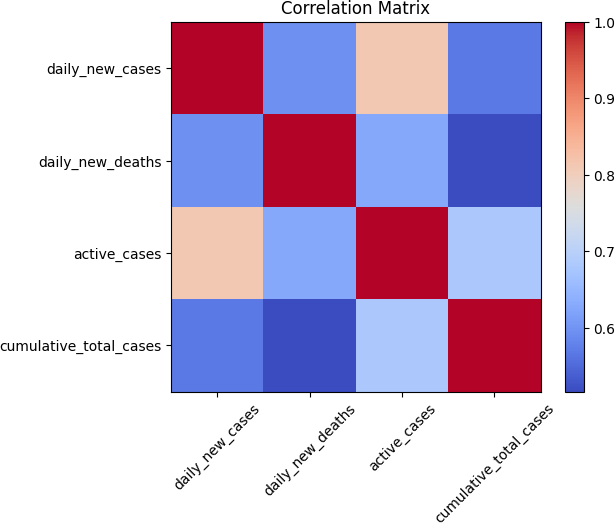 Correlation Matrix
daily_new_cases
daily_new_deaths
active_cases
cumulative_total_cases
daily_new_cases
daily_new_deaths
active_cases
cumulative_total_cases
1.0
0.9
0.8
0.7
0.6